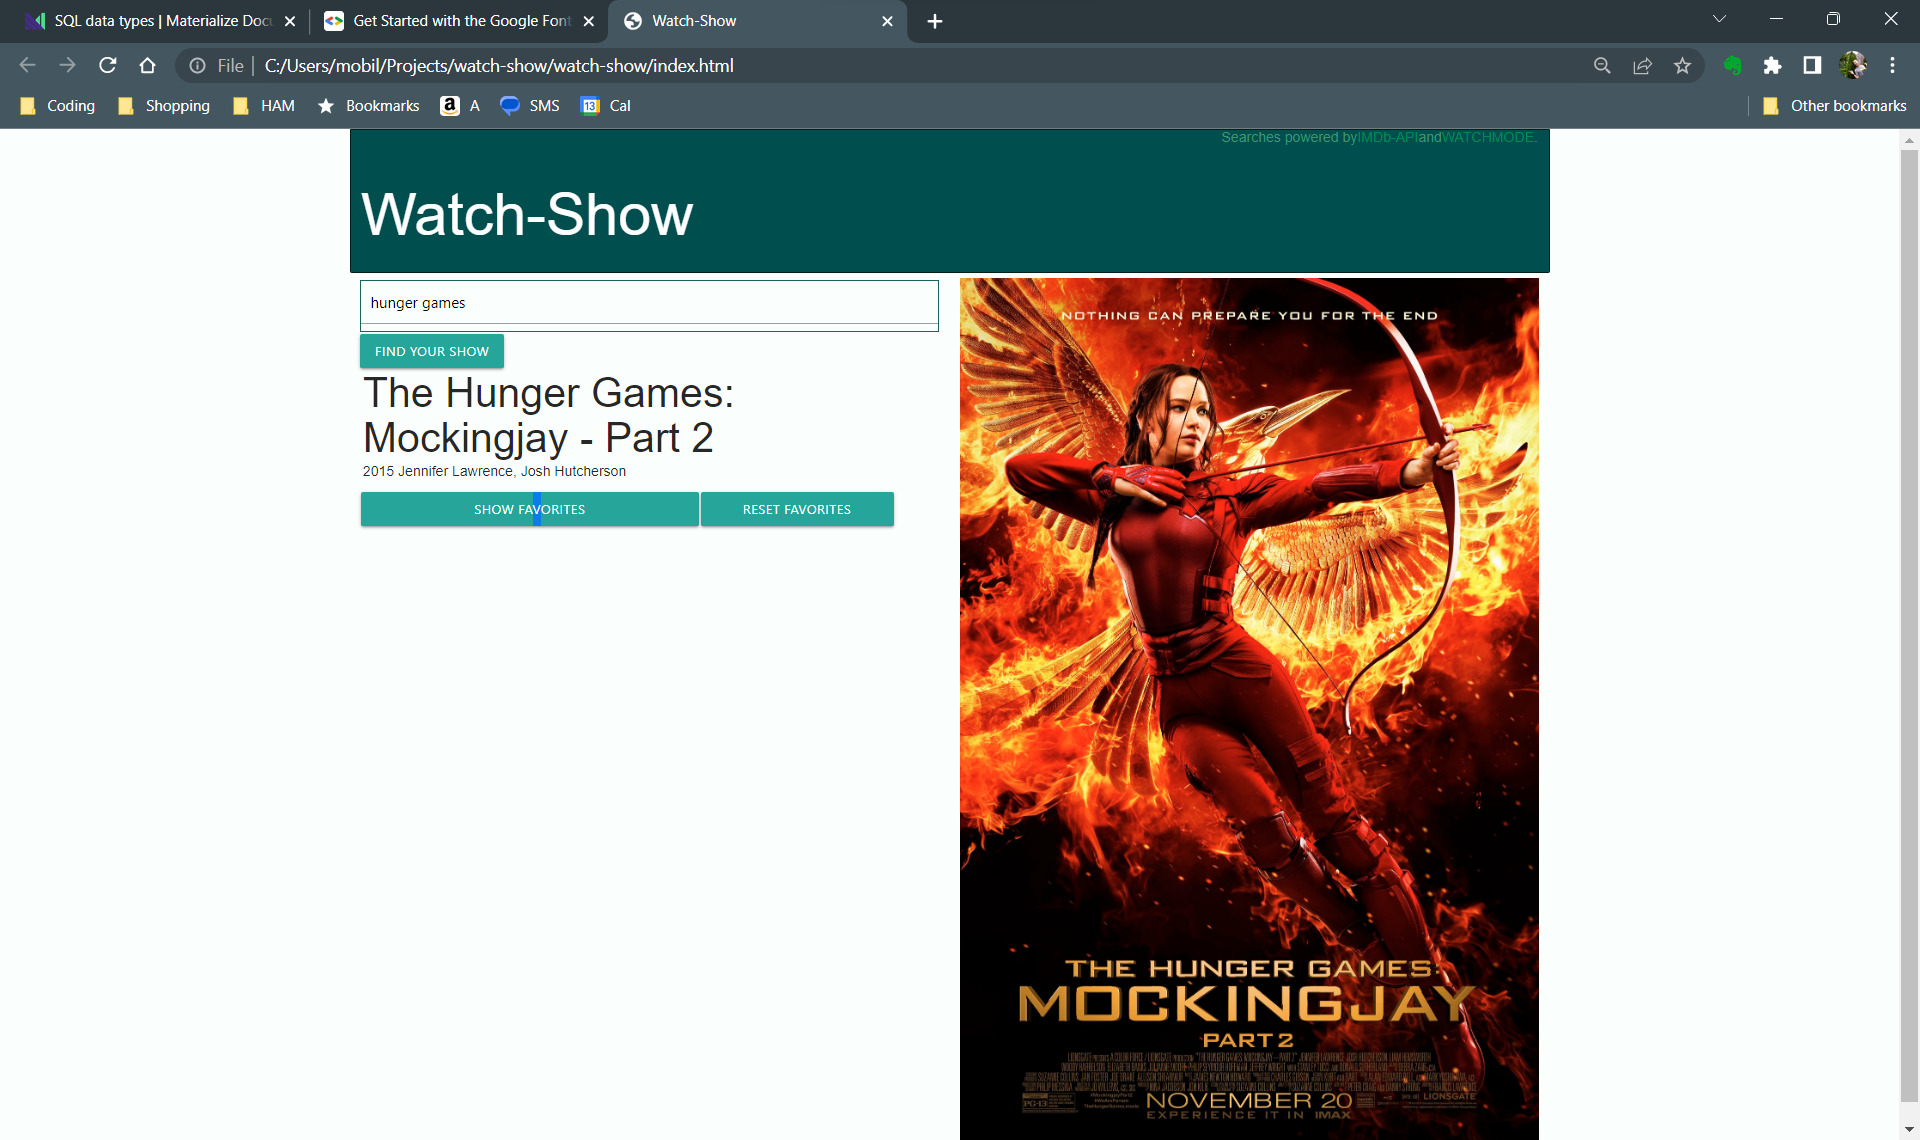 SQL data types | Materialize Doc
Get Started with the Google Font
Watch-Show
File
C:/Users/mobil/Projects/watch-show/watch-show/index.html
Coding
Shopping
HAM
Bookmarks
a A
SMS
13 Cal
Other bookmarks
Searches powered byIMDb-APIandWATCHMODE.
Watch-Show
hunger games
FIND YOUR SHOW
The Hunger Games:
Mockingjay - Part 2
2015 Jennifer Lawrence, Josh Hutcherson
SHOW FAVORITES
RESET FAVORITES
NOTHING CAN PREPARE YOU FOR THE END
THE HUNGER GAMES:
MOCKINGJAY
PART 2
PG-13
NOVEMBER 20
LIONSGATE
EXPERIENCE IT IN IMAX